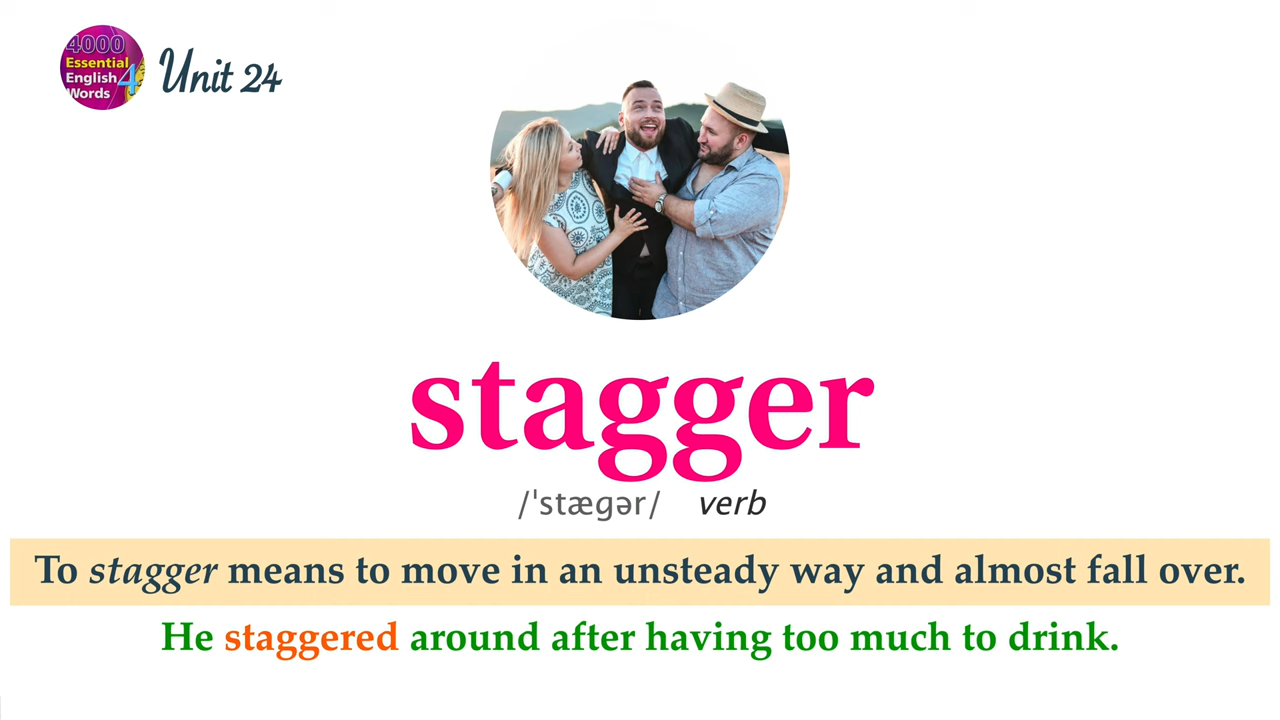 4000
Essential
English
Words 4
Unit 24
stagger
/ˈstægər/ verb
To stagger means to move in an unsteady way and almost fall over.
He staggered around after having too much to drink.